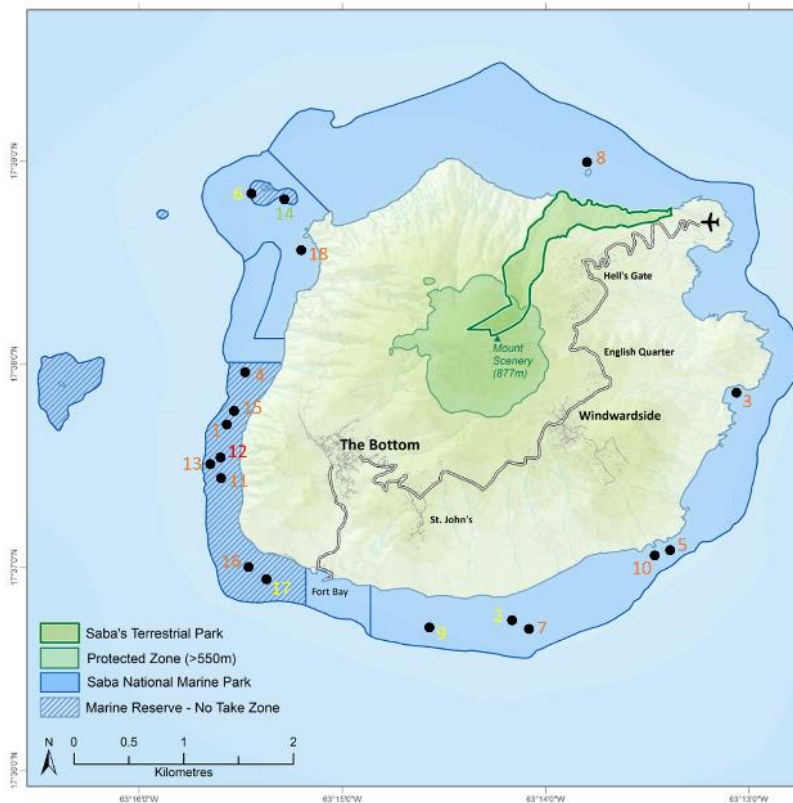 8
6
14
18
Hell's Gate
Mount
Scenery
(877m)
English Quarter
4
3
15
1
Windwardside
The Bottom
12
13
11
St. John's
5
10
16
17
Fort Bay
2
9
7
Saba's Terrestrial Park
Protected Zone (>550m)
Saba National Marine Park
Marine Reserve - No Take Zone
N
0 0.5 1 2
Kilometres
63°16'0"W 63°15'0"W 63°14'0"W 63°13'0"W
17°39'0"N
17°38'0"N
17°37'0"N
17°36'0"N